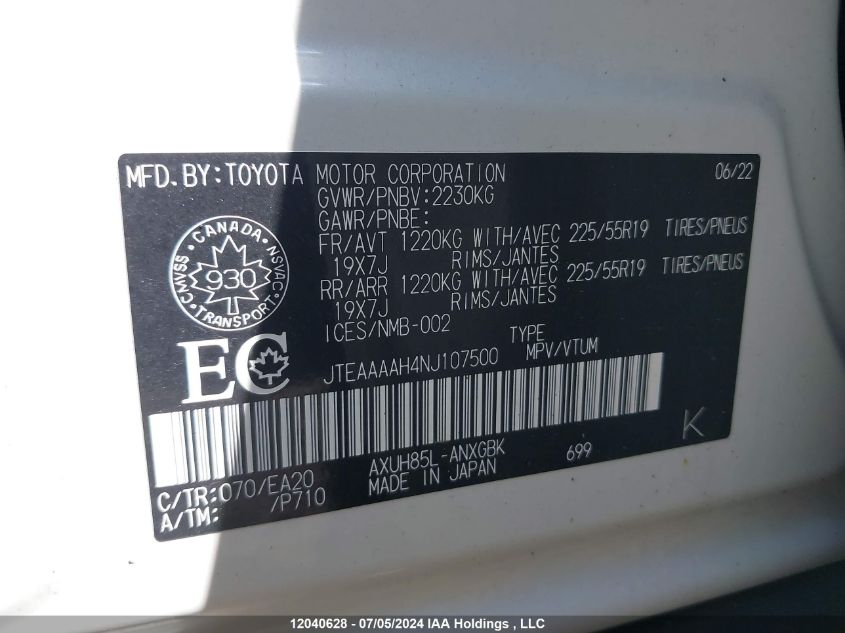 MFD. BY: TOYOTA MOTOR CORPORATION 06/22
GVWR/PNBV: 2230KG
GAWR/PNBE:
FR/AVT 1220KG WITH/AVEC 225/55R19 TIRES/PNEUS
19X7J RIMS/JANTES
RR/ARR 1220KG WITH/AVEC 225/55R19 TIRES/PNEUS
19X7J RIMS/JANTES
ICES/NMB-002 TYPE
JTEAAAAH4NJ107500 MPV/VTUM
CANADA
CMVSS 930 NSVAC
TRANSPORT
EC
AXUH85L-ANXGBK 699 K
C/TR: 070/EA20 MADE IN JAPAN
A/TM: /P710
12040628 - 07/05/2024 IAA Holdings , LLC